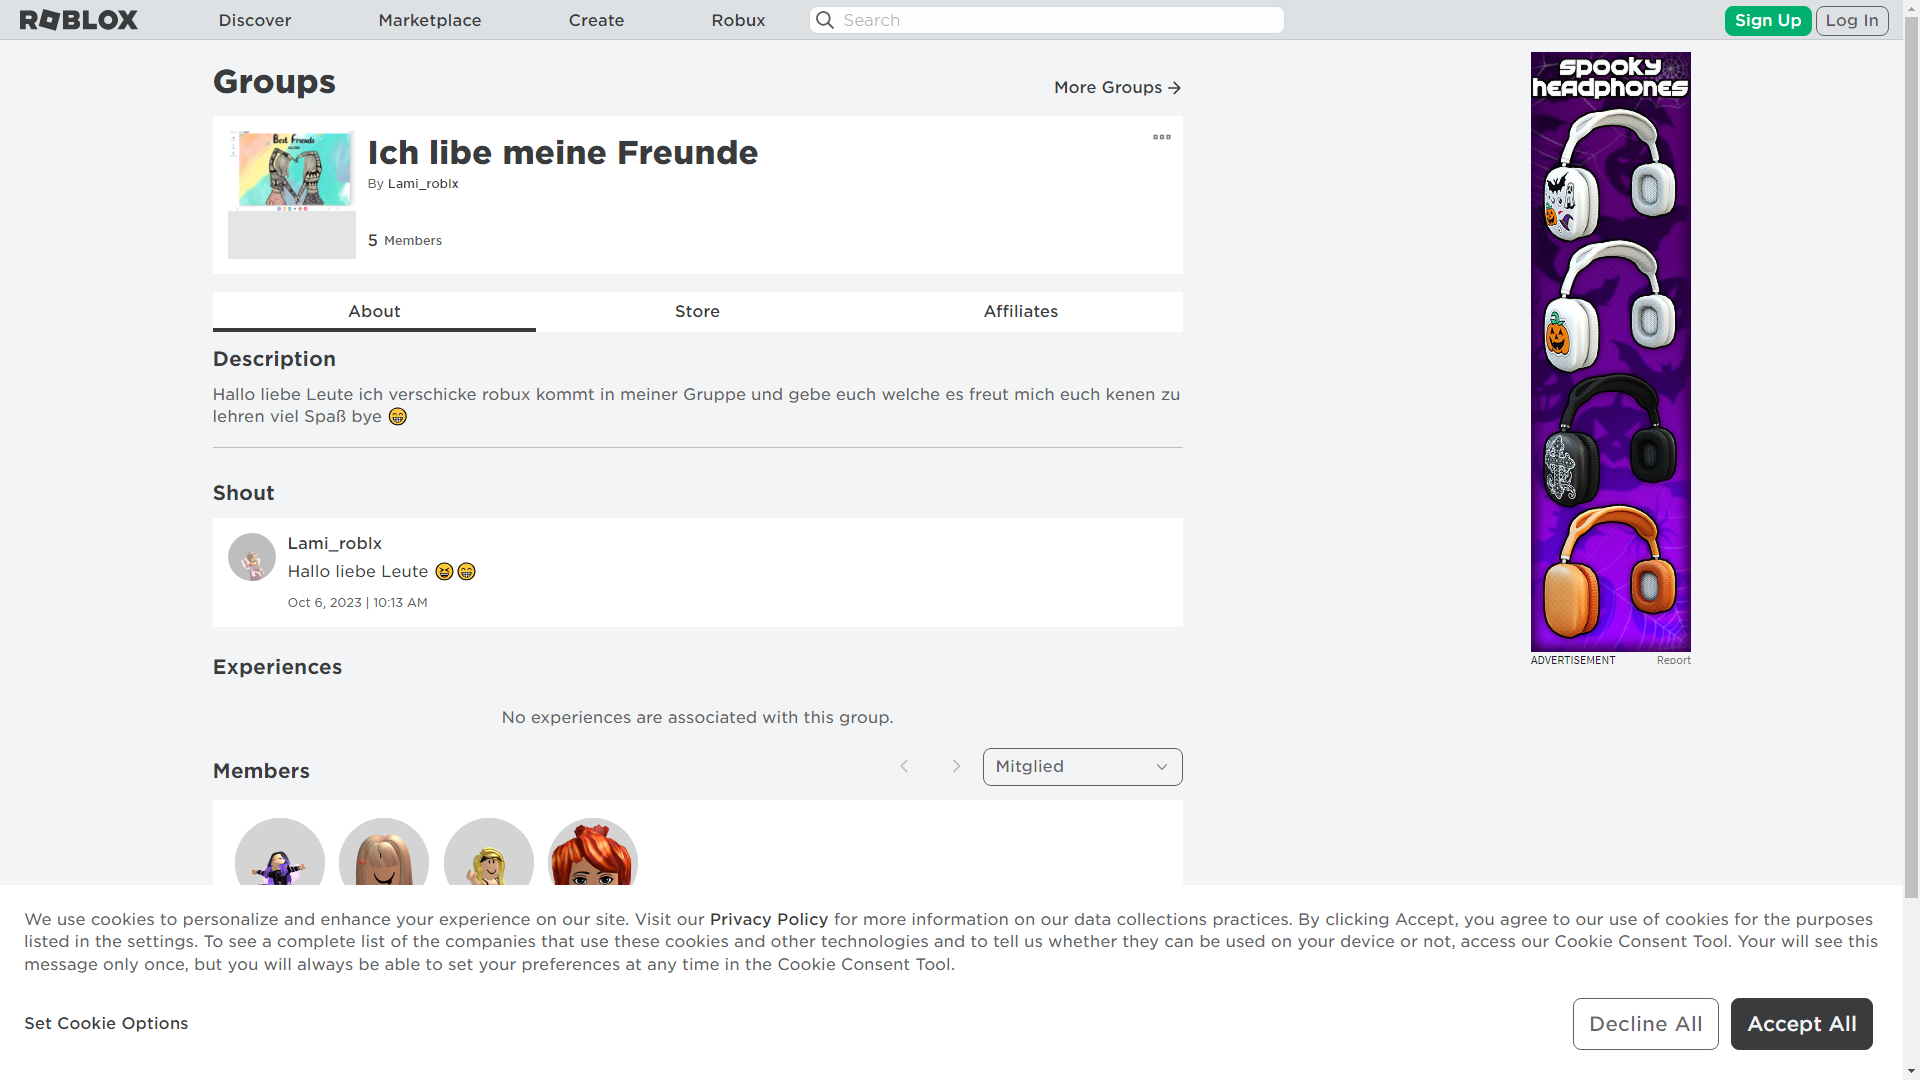 ROBLOX
Discover
Marketplace
Create
Robux
Search
Sign Up
Log In
Groups
More Groups
Best Friends
Ich libe meine Freunde
By Lami_roblx
5 Members
About
Store
Affiliates
Description
Hallo liebe Leute ich verschicke robux kommt in meiner Gruppe und gebe euch welche es freut mich euch kenen zu
lehren viel Spaß bye 😁
Shout
Lami_roblx
Hallo liebe Leute 😆😁
Oct 6, 2023 | 10:13 AM
Experiences
No experiences are associated with this group.
Members
Mitglied
spooky
headphones
ADVERTISEMENT
Report
We use cookies to personalize and enhance your experience on our site. Visit our Privacy Policy for more information on our data collections practices. By clicking Accept, you agree to our use of cookies for the purposes
listed in the settings. To see a complete list of the companies that use these cookies and other technologies and to tell us whether they can be used on your device or not, access our Cookie Consent Tool. Your will see this
message only once, but you will always be able to set your preferences at any time in the Cookie Consent Tool.
Set Cookie Options
Decline All
Accept All